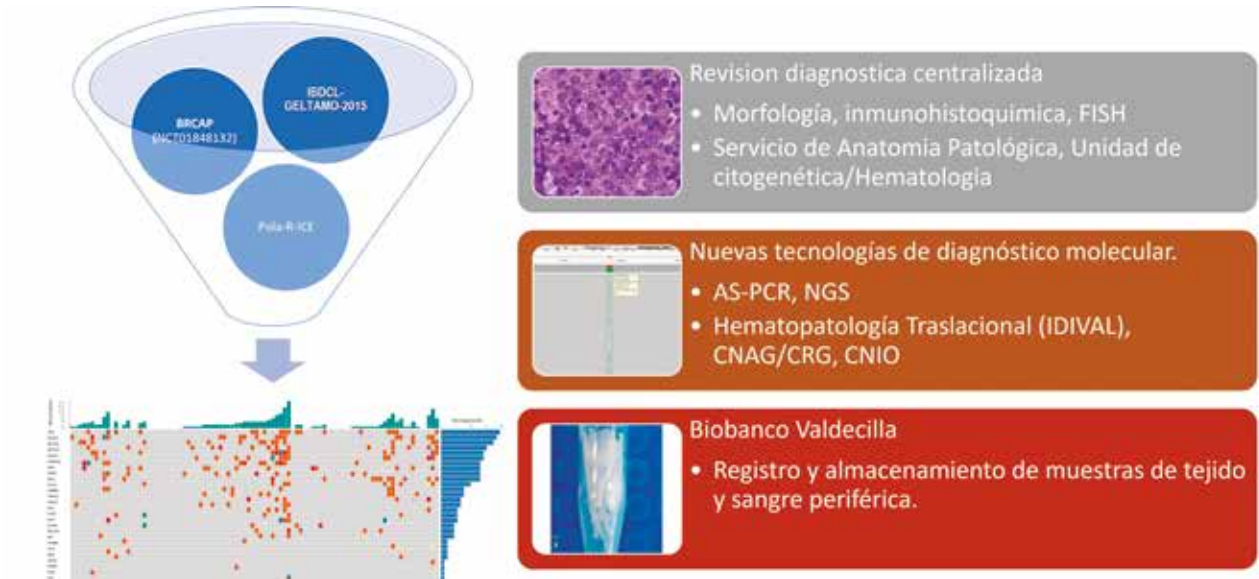 IBDCL-
GELTAMO-2015
BRCAP
(NCT01848132)
Pola-R-ICE
Revision diagnostica centralizada
• Morfología, inmunohistoquimica, FISH
• Servicio de Anatomia Patológica, Unidad de
citogenética/Hematologia
Nuevas tecnologías de diagnóstico molecular.
• AS-PCR, NGS
• Hematopatología Traslacional (IDIVAL),
CNAG/CRG, CNIO
Biobanco Valdecilla
• Registro y almacenamiento de muestras de tejido
y sangre periférica.